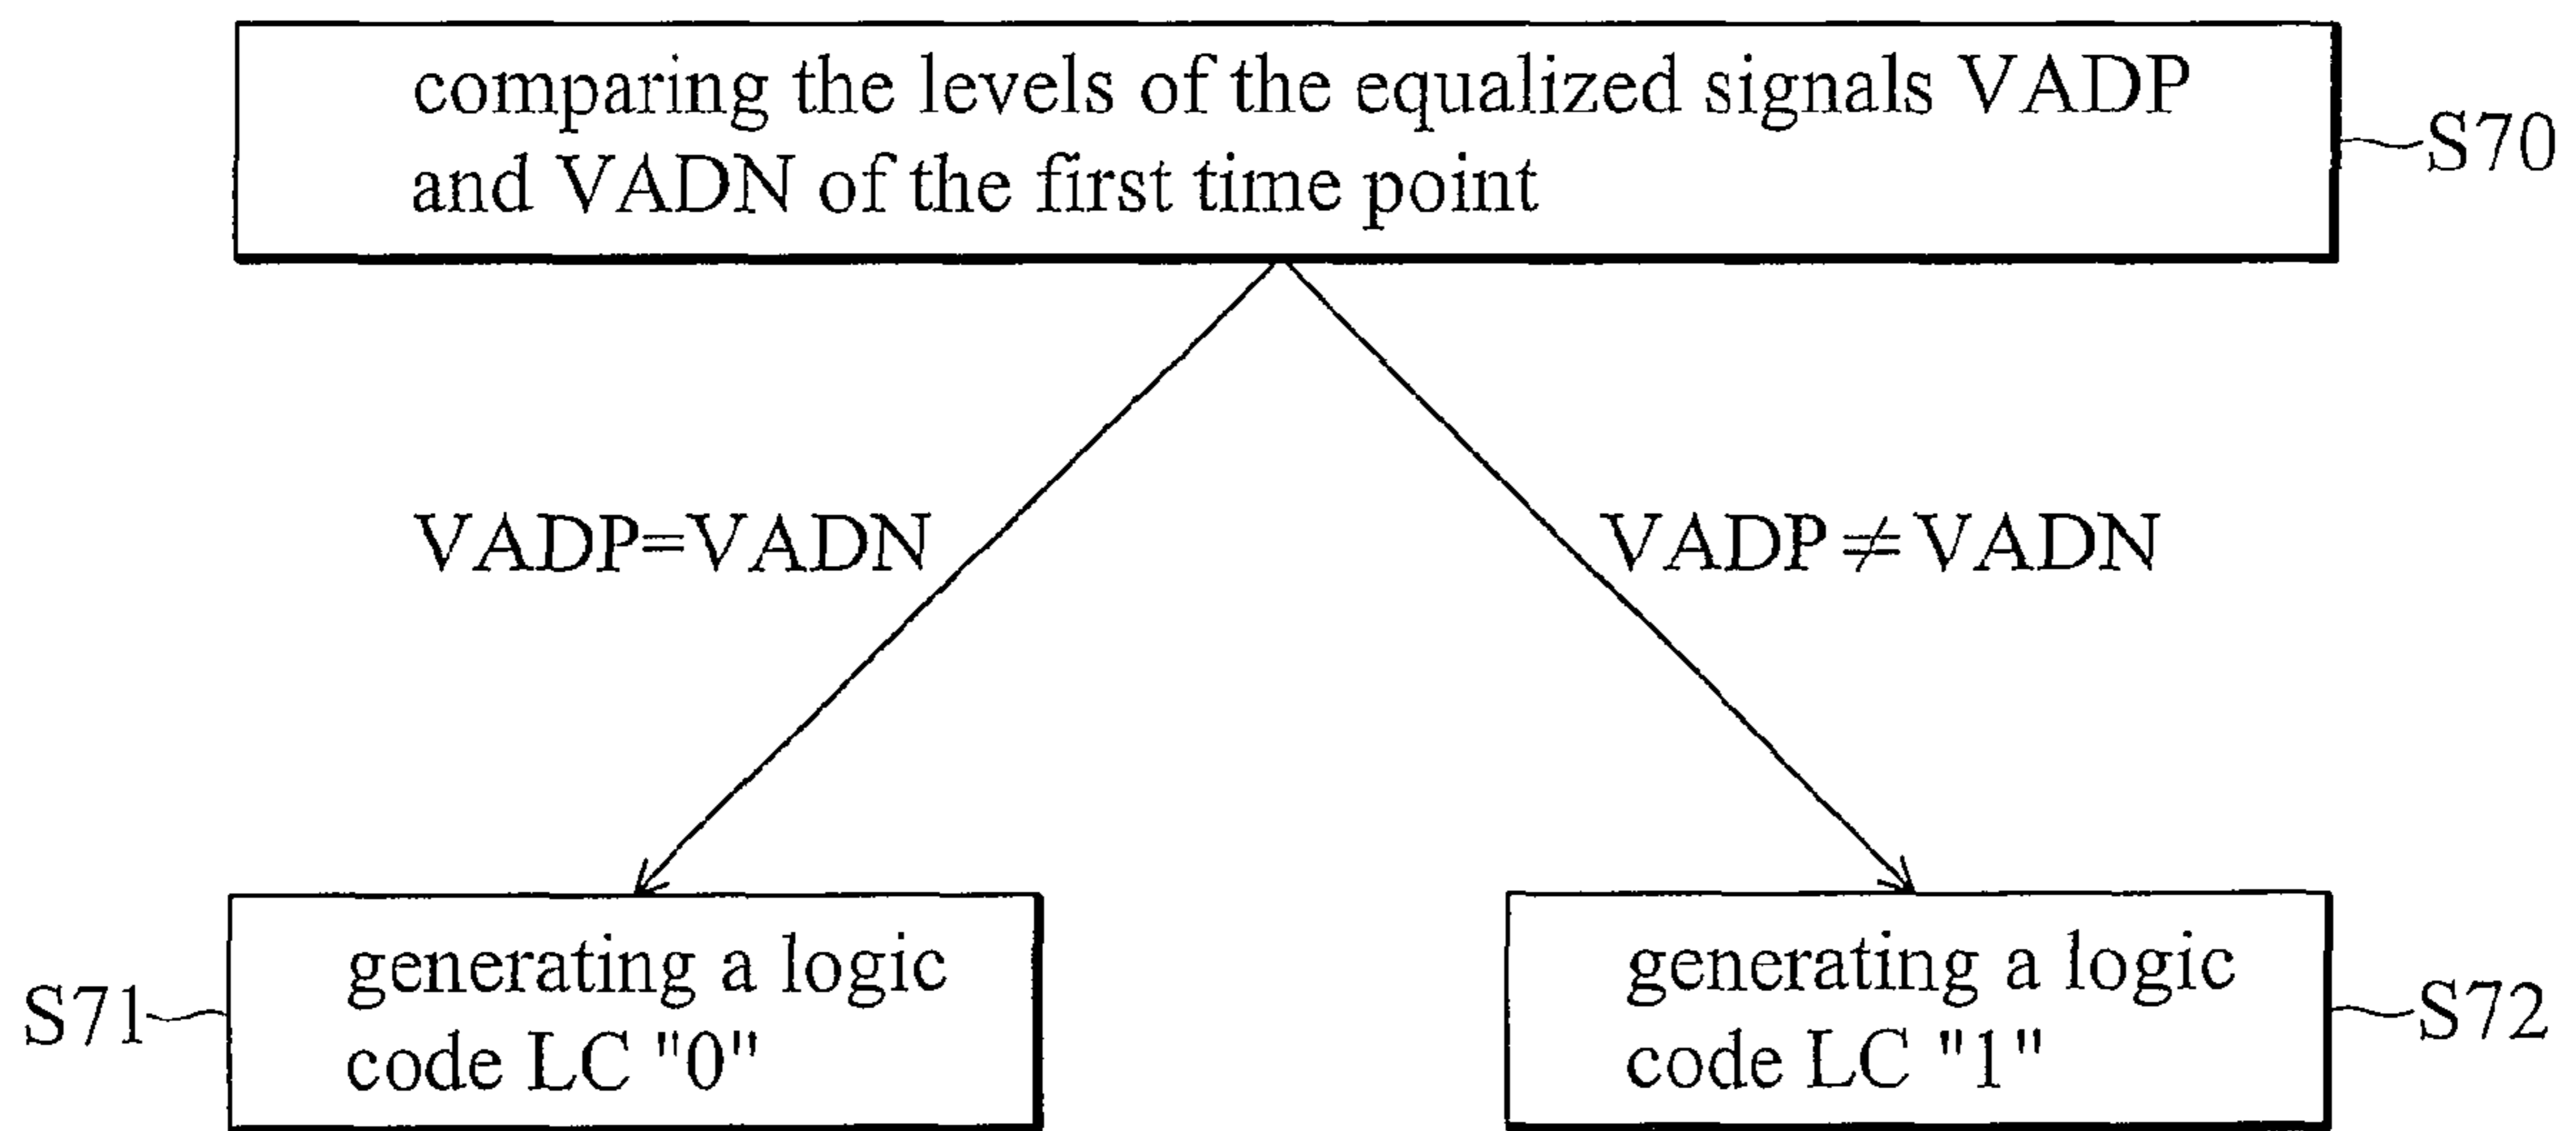 comparing the levels of the equalized signals VADP
and VADN of the first time point
S70
VADP=VADN
VADP≠VADN
generating a logic
code LC "0"
S71
generating a logic
code LC "1"
S72